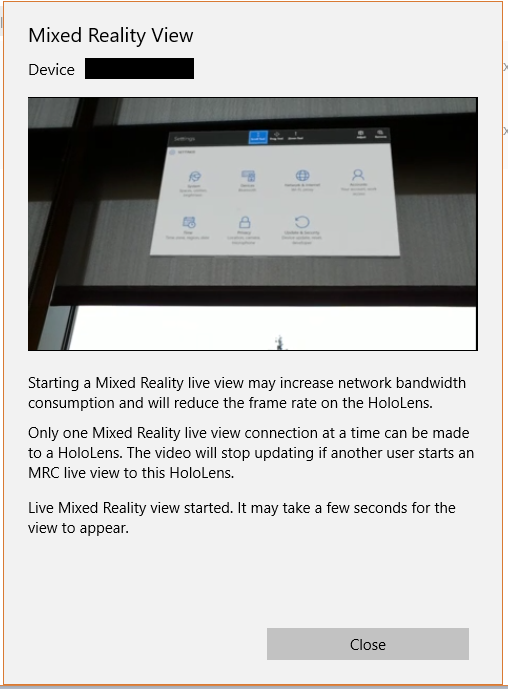 Mixed Reality View
Device
Settings
SETTINGS
System
Devices
Network & Internet
Accounts
Time
Privacy
Update & Security
Starting a Mixed Reality live view may increase network bandwidth
consumption and will reduce the frame rate on the HoloLens.
Only one Mixed Reality live view connection at a time can be made
to a HoloLens. The video will stop updating if another user starts an
MRC live view to this HoloLens.
Live Mixed Reality view started. It may take a few seconds for the
view to appear.
Close